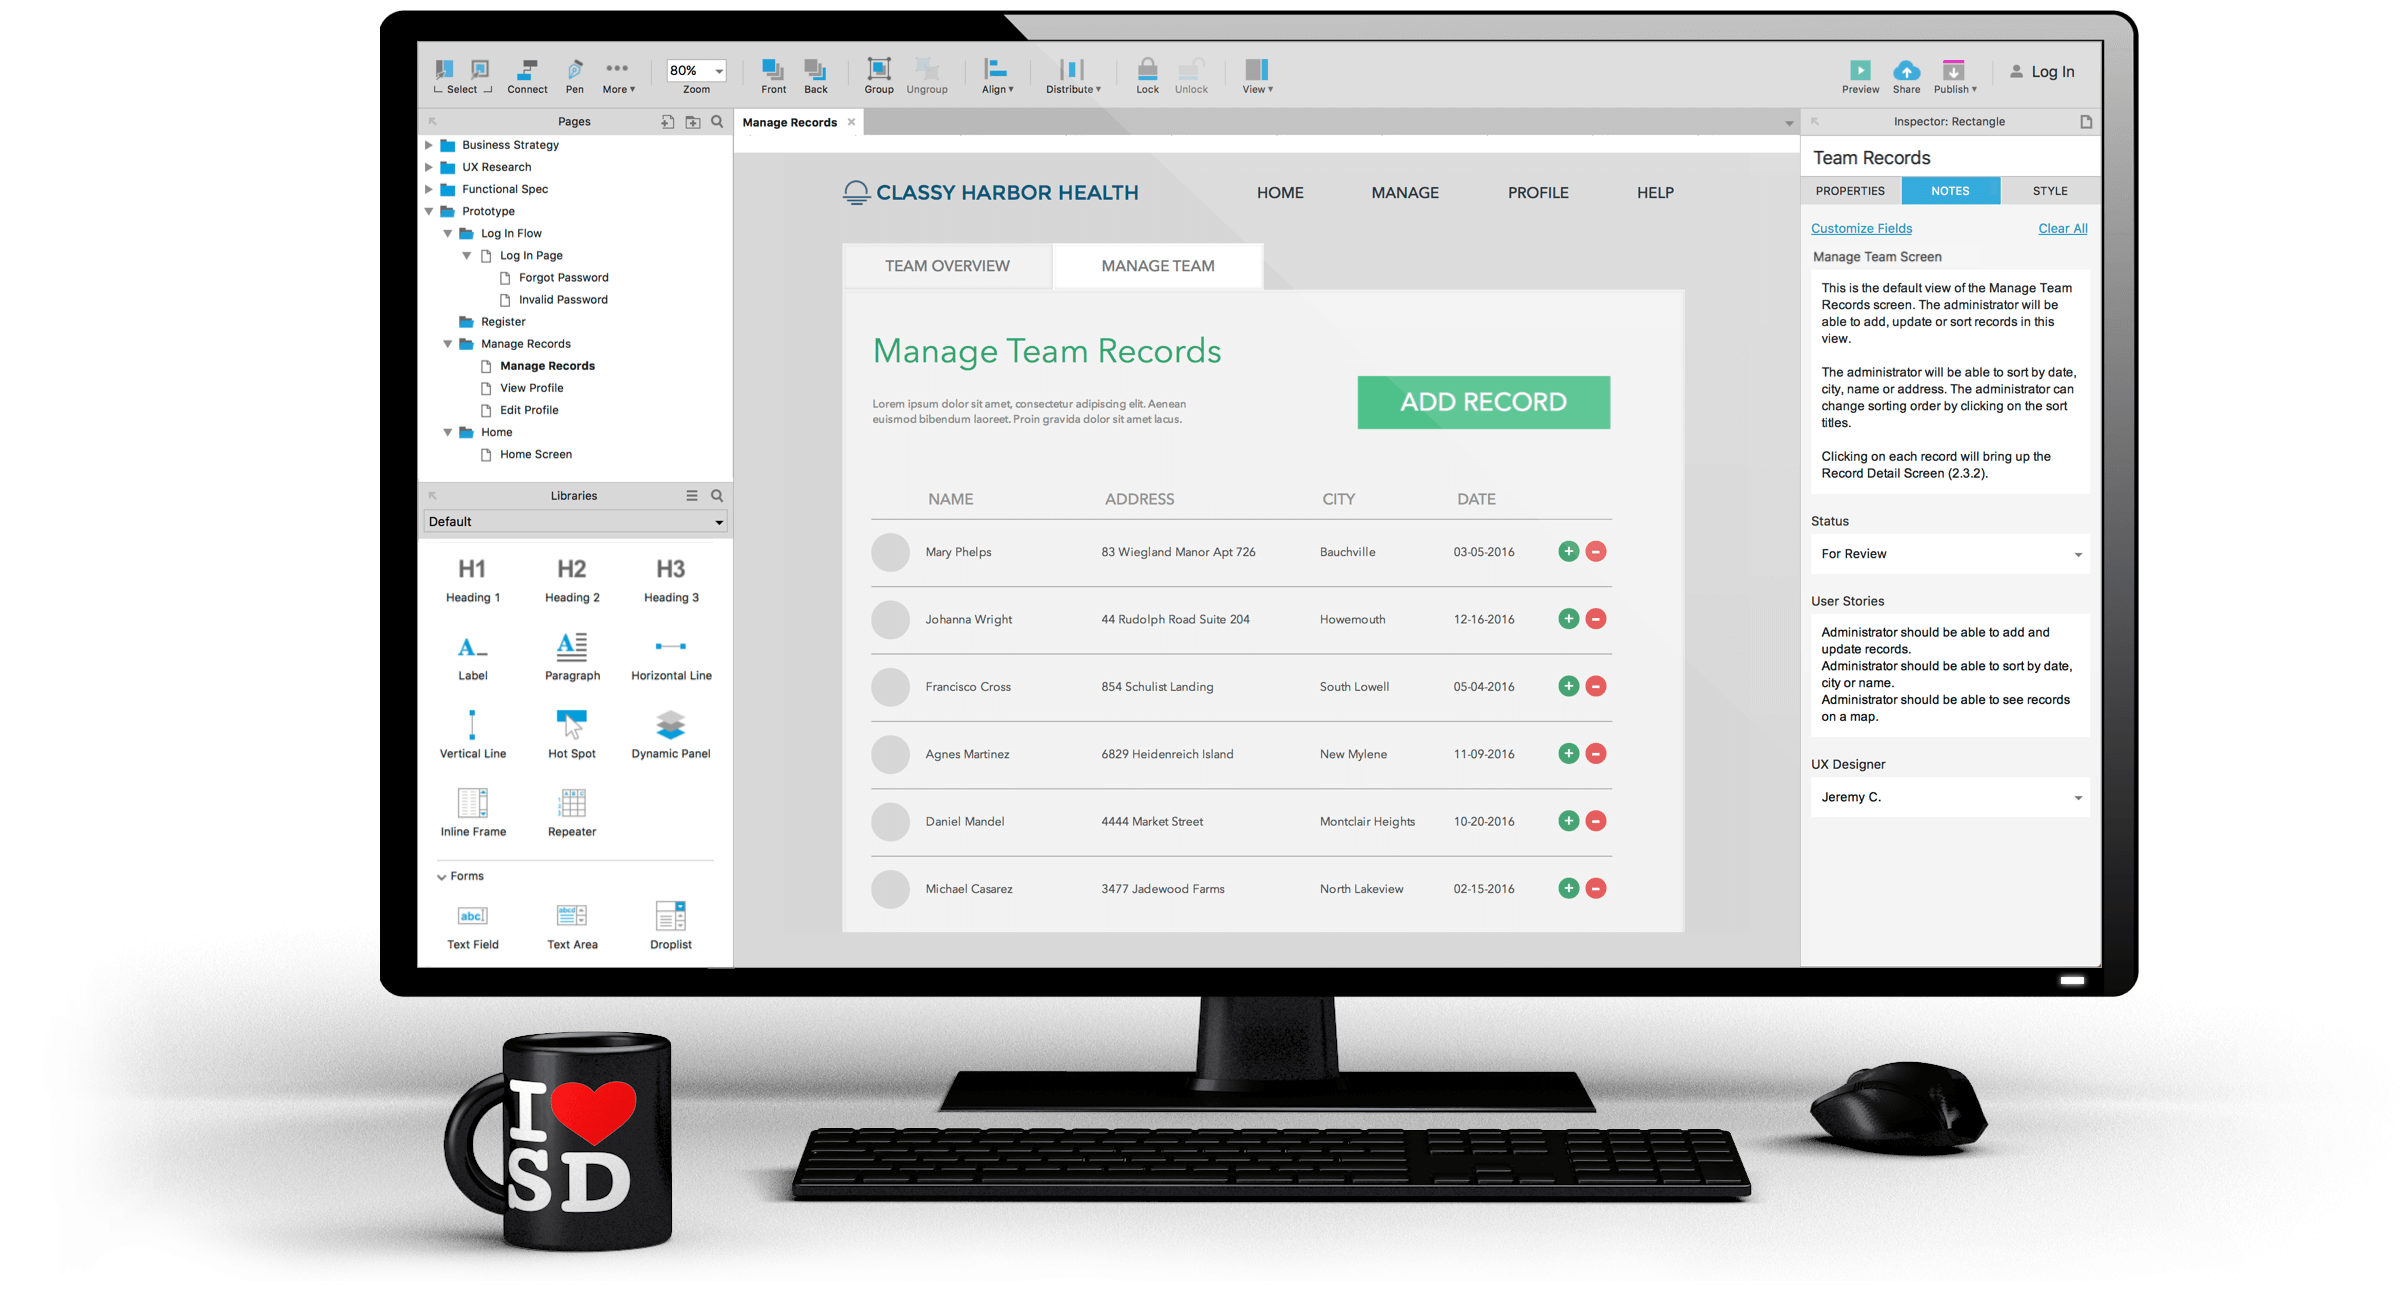 Select
Connect
Pen
More
80%
Zoom
Front
Back
Group
Ungroup
Align
Distribute
Lock
Unlock
View
Preview
Share
Publish
Log In
Pages
Business Strategy
UX Research
Functional Spec
Prototype
Log In Flow
Log In Page
Forgot Password
Invalid Password
Register
Manage Records
Manage Records
View Profile
Edit Profile
Home
Home Screen
Libraries
Default
H1 H2 H3
Heading 1 Heading 2 Heading 3
A A
Label Paragraph Horizontal Line
Vertical Line Hot Spot Dynamic Panel
Inline Frame Repeater
Forms
abc abcd
Text Field Text Area Droplist
Manage Records
CLASSY HARBOR HEALTH
HOME MANAGE PROFILE HELP
TEAM OVERVIEW MANAGE TEAM
Manage Team Records
Lorem ipsum dolor sit amet, consectetur adipiscing elit. Aenean
euismod bibendum laoreet. Proin gravida dolor sit amet lacus.
ADD RECORD
NAME ADDRESS CITY DATE
Mary Phelps 83 Wiegland Manor Apt 726 Bauchville 03-05-2016
Johanna Wright 44 Rudolph Road Suite 204 Howemouth 12-16-2016
Francisco Cross 854 Schulist Landing South Lowell 05-04-2016
Agnes Martinez 6829 Heidenreich Island New Mylene 11-09-2016
Daniel Mandel 4444 Market Street Montclair Heights 10-20-2016
Michael Casarez 3477 Jadewood Farms North Lakeview 02-15-2016
Inspector: Rectangle
Team Records
PROPERTIES NOTES STYLE
Customize Fields Clear All
Manage Team Screen
This is the default view of the Manage Team
Records screen. The administrator will be
able to add, update or sort records in this
view.
The administrator will be able to sort by date,
city, name or address. The administrator can
change sorting order by clicking on the sort
titles.
Clicking on each record will bring up the
Record Detail Screen (2.3.2).
Status
For Review
User Stories
Administrator should be able to add and
update records.
Administrator should be able to sort by date,
city or name.
Administrator should be able to see records
on a map.
UX Designer
Jeremy C.
I
SD